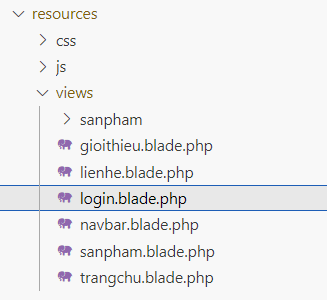 resources
css
js
views
sanpham
gioithieu.blade.php
lienhe.blade.php
login.blade.php
navbar.blade.php
sanpham.blade.php
trangchu.blade.php